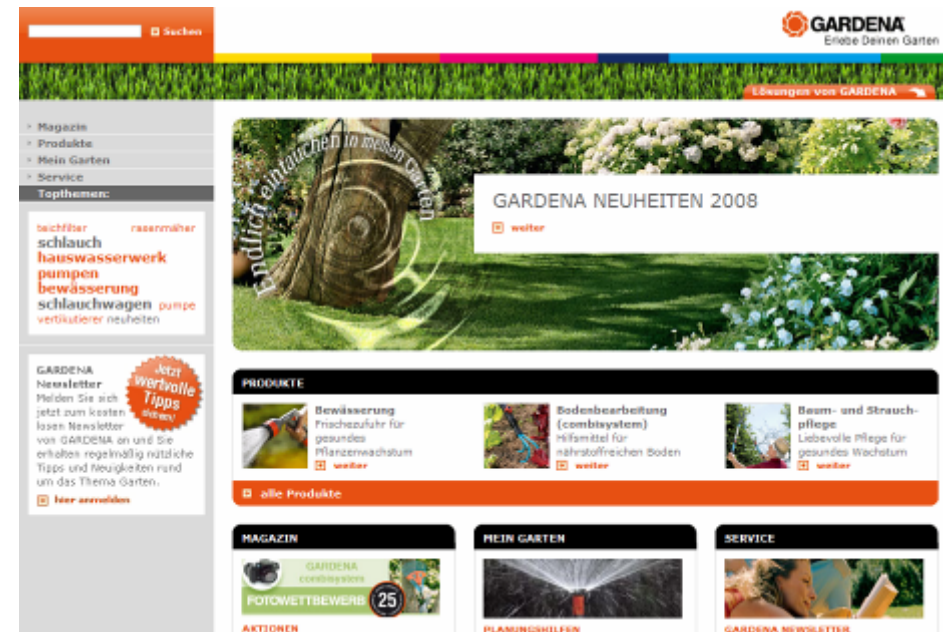 Suchen
GARDENA
Erlebe Deinen Garten
Lösungen von GARDENA
Magazin
Produkte
Mein Garten
Service
Topthemen:
teichfilter rasenmäher
schlauch
hauswasserwerk
pumpen
bewässerung
schlauchwagen pumpe
vertikutierer neuheiten
GARDENA
Newsletter
Melden Sie sich
jetzt zum kosten
losen Newsletter
von GARDENA an und Sie
erhalten regelmäßig nützliche
Tipps und Neuigkeiten rund
um das Thema Garten.
hier anmelden
Jetzt
wertvolle
Tipps
sichern!
Endlich eintauchen in meinen Garten
GARDENA NEUHEITEN 2008
weiter
PRODUKTE
Bewässerung
Frischezufuhr für
gesundes
Pflanzenwachstum
weiter
Bodenbearbeitung
(combisystem)
Hilfsmittel für
nährstoffreichen Boden
weiter
Baum- und Strauch-
pflege
Liebevolle Pflege für
gesundes Wachstum
weiter
alle Produkte
MAGAZIN
GARDENA
combisystem
FOTOWETTBEWERB 25
AKTIONEN
MEIN GARTEN
PLANUNGSHILFEN
SERVICE
GARDENA NEWSLETTER